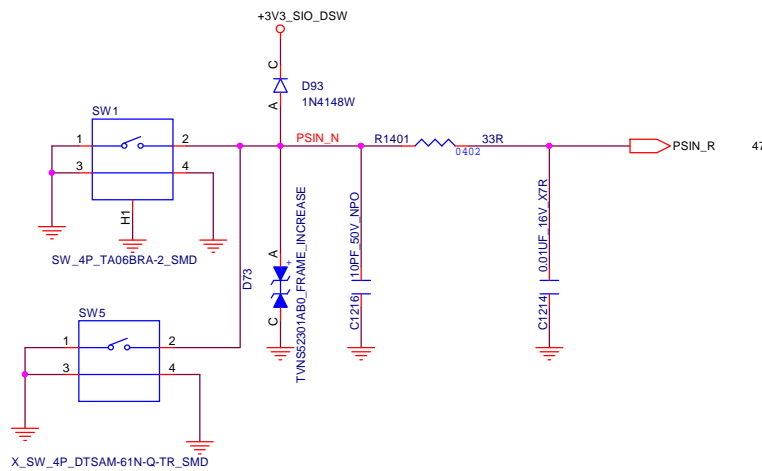 +3V3_SIO_DSW
C
D93
1N4148W
A
SW1
1
2
3
4
H1
SW_4P_TA06BRA-2_SMD
PSIN_N
R1401
33R
0402
PSIN_R
47
A
+
C
D73
TVNS52301AB0_FRAME_INCREASE
C1216
10PF_50V_NPO
C1214
0.01UF_16V_X7R
SW5
1
2
3
4
X_SW_4P_DTSAM-61N-Q-TR_SMD